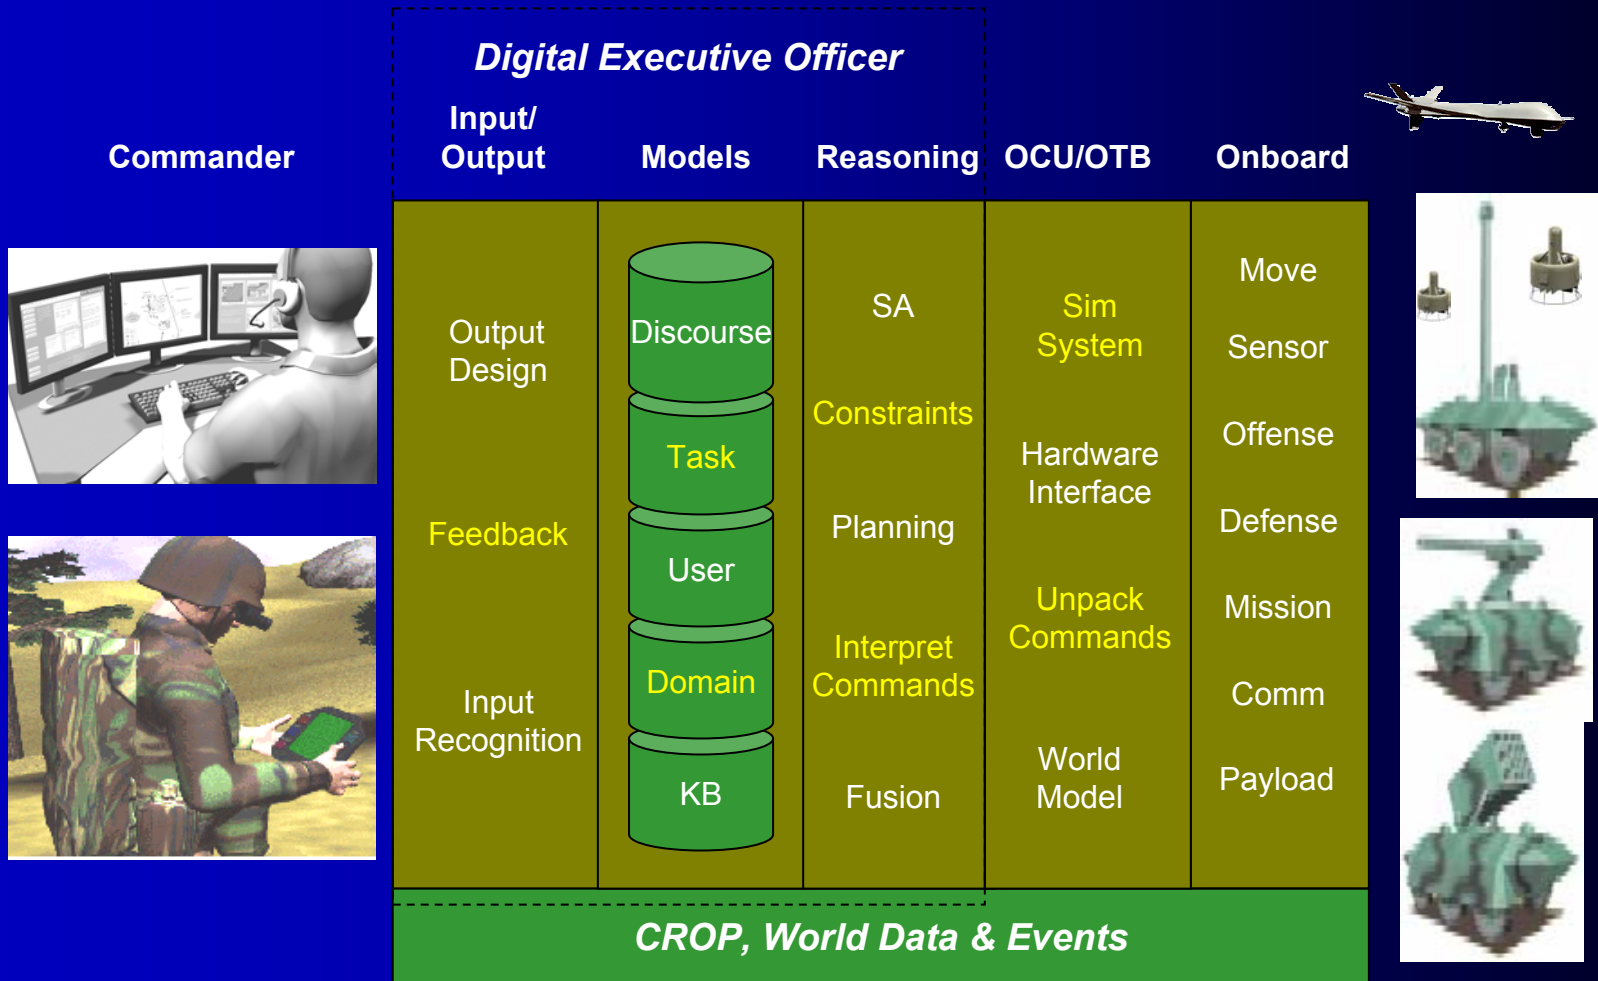 Digital Executive Officer
Commander
Input/
Output
Models
Reasoning
OCU/OTB
Onboard
Output
Design
Feedback
Input
Recognition
Discourse
Task
User
Domain
KB
SA
Constraints
Planning
Interpret
Commands
Fusion
Sim
System
Hardware
Interface
Unpack
Commands
World
Model
Move
Sensor
Offense
Defense
Mission
Comm
Payload
CROP, World Data & Events